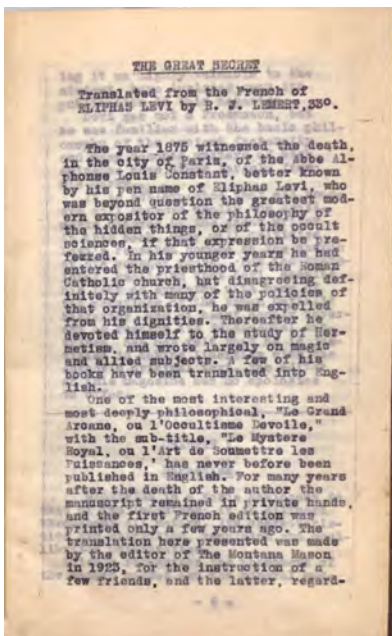 THE GREAT SECRET
Translated from the French of
ELIPHAS LEVI by R. J. LEMERT, 33°.
The year 1875 witnessed the death,
in the city of Paris, of the Abbe Al-
phonse Louis Constant, better known
by his pen name of Eliphas Levi, who
was beyond question the greatest mod-
ern expositor of the philosophy of
the hidden things, or of the occult
sciences, if that expression be pre-
ferred. In his younger years he had
entered the priesthood of the Roman
Catholic church, but disagreeing def-
initely with many of the policies of
that organization, he was expelled
from his dignities. Thereafter he
devoted himself to the study of Her-
metism, and wrote largely on magic
and allied subjects. A few of his
books have been translated into Eng-
lish.
One of the most interesting and
most deeply philosophical, "Le Grand
Arcane, ou l'Occultisme Devoile,"
with the sub-title, "Le Mystere
Royal, ou l'Art de Soumettre les
Puissances,' has never before been
published in English. For many years
after the death of the author the
manuscript remained in private hands,
and the first French edition was
printed only a few years ago. The
translation here presented was made
by the editor of The Montana Mason
in 1923, for the instruction of a
few friends, and the latter, regard-